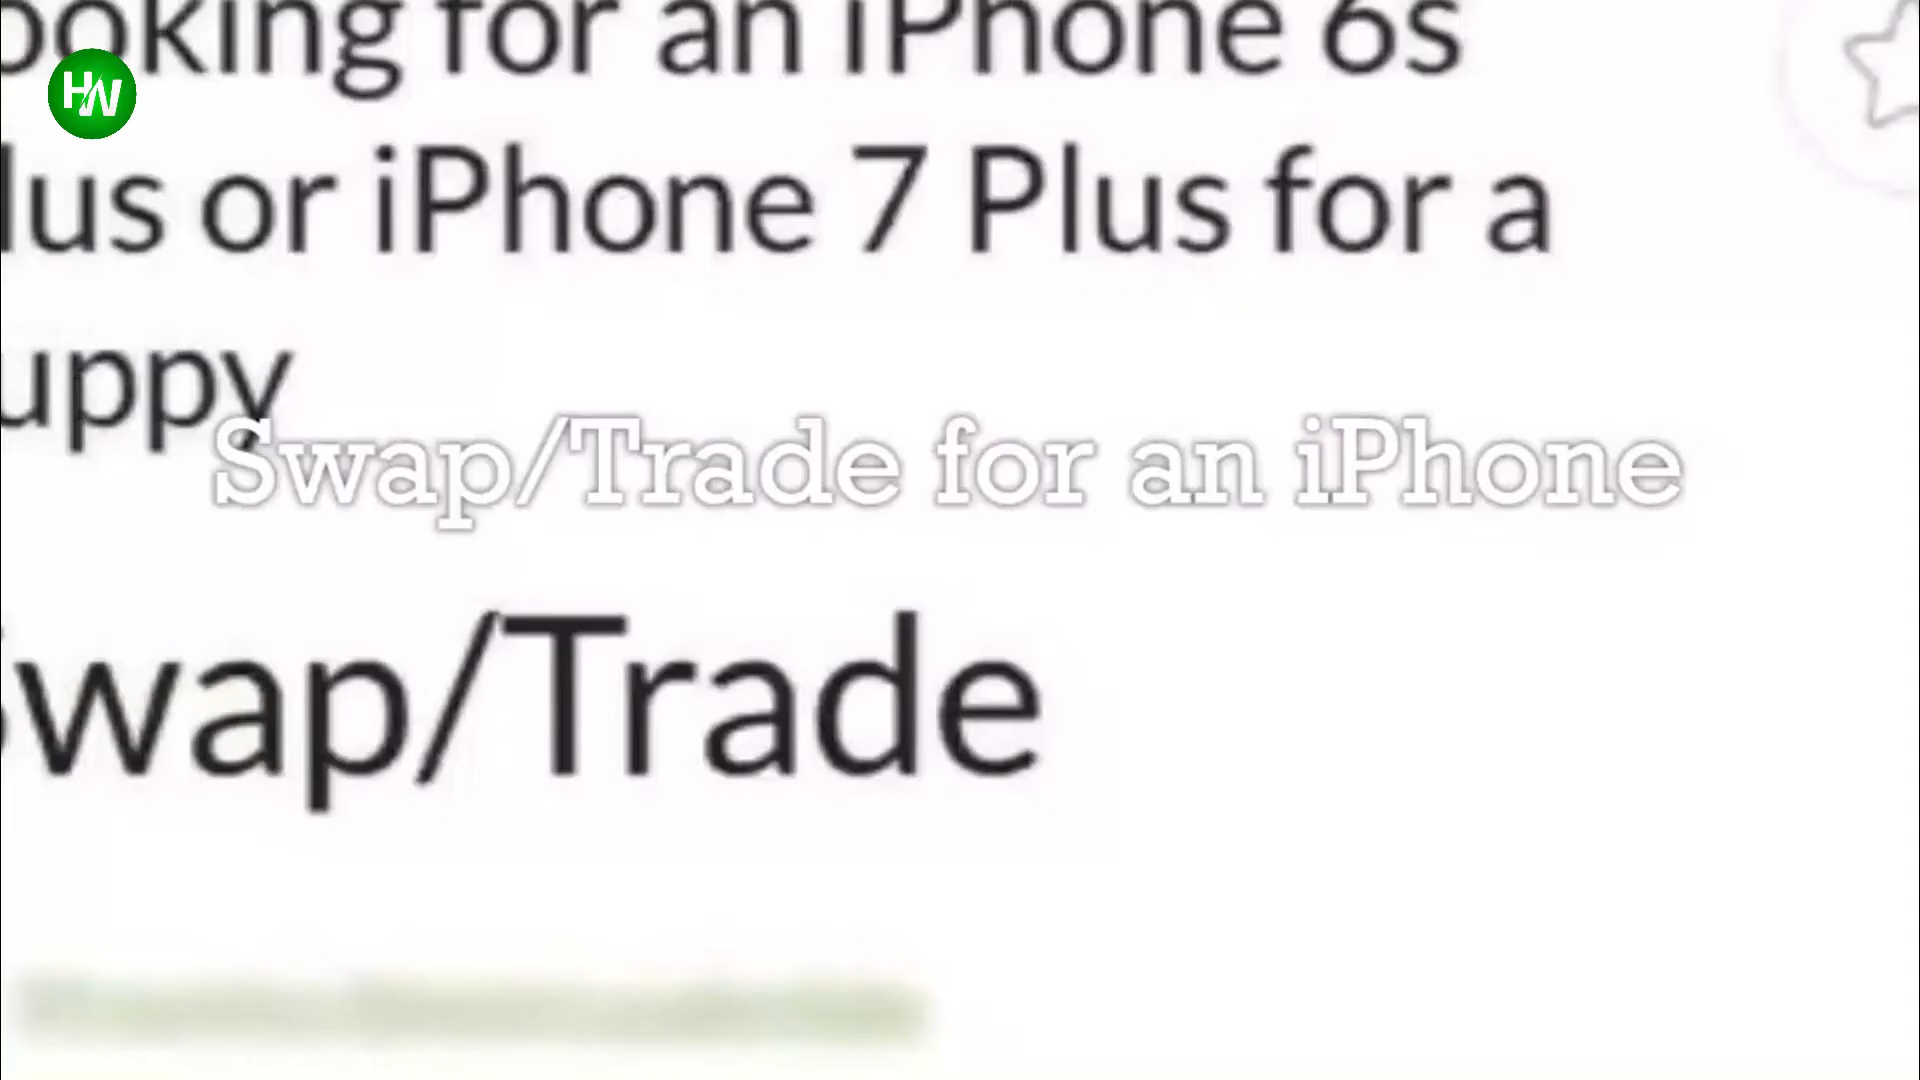 ooking for an iPhone 6s
HW
lus or iPhone 7 Plus for a
uppy
Swap/Trade for an iPhone
wap/Trade